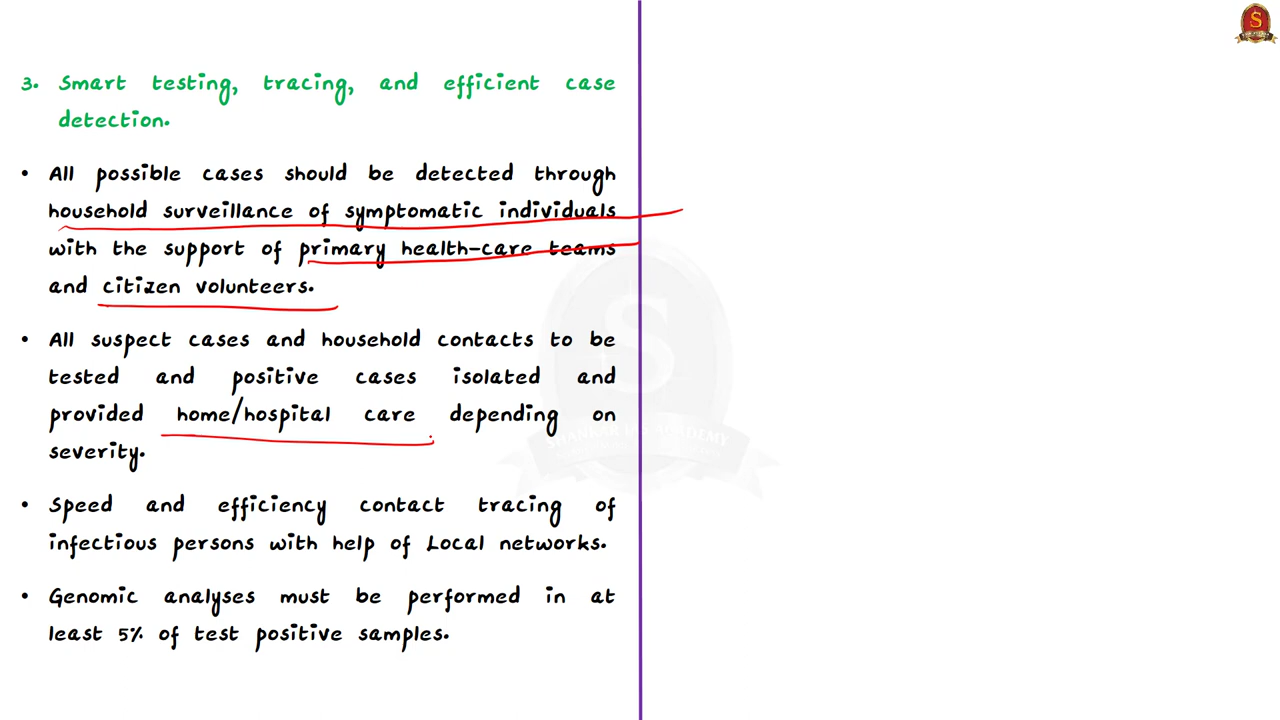 3. Smart testing, tracing, and efficient case
detection.
• All possible cases should be detected through
household surveillance of symptomatic individuals
with the support of primary health-care teams
and citizen volunteers.
• All suspect cases and household contacts to be
tested and positive cases isolated and
provided home/hospital care depending on
severity.
• Speed and efficiency contact tracing of
infectious persons with help of Local networks.
• Genomic analyses must be performed in at
least 5% of test positive samples.
S
S
SHANKAR IAS ACADEMY